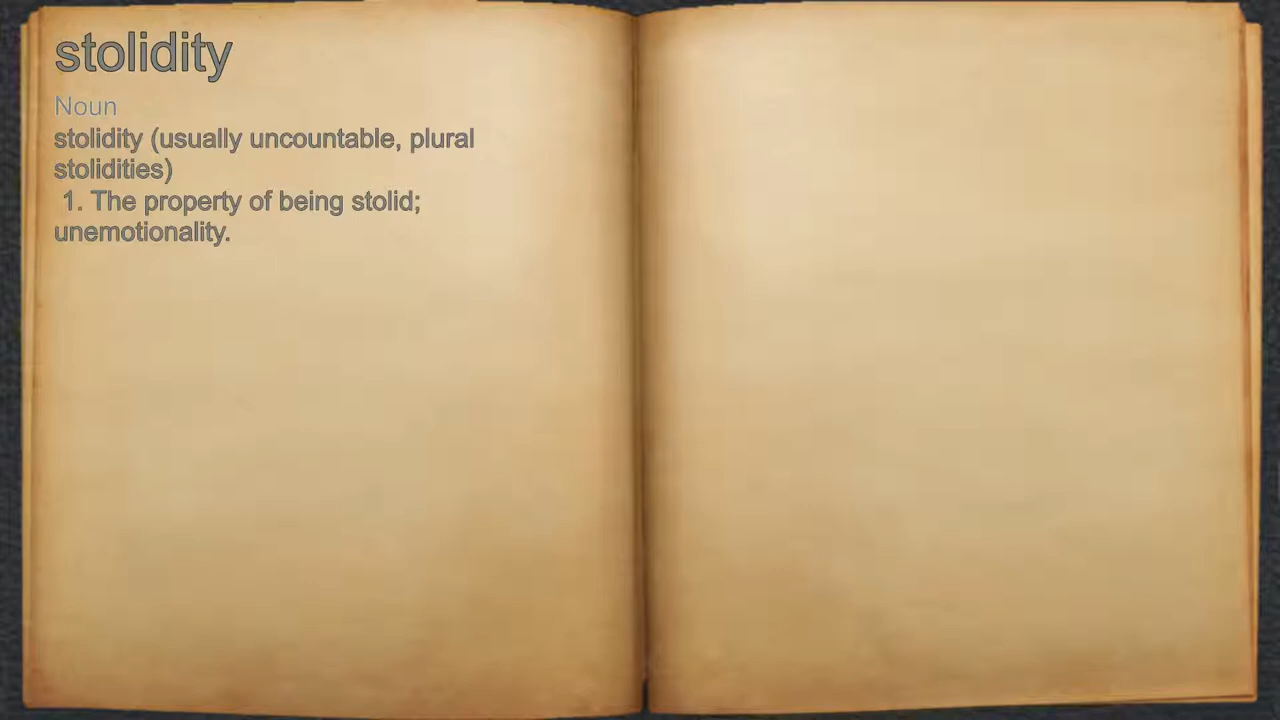 stolidity
Noun
stolidity (usually uncountable, plural
stolidities)
1. The property of being stolid;
unemotionality.